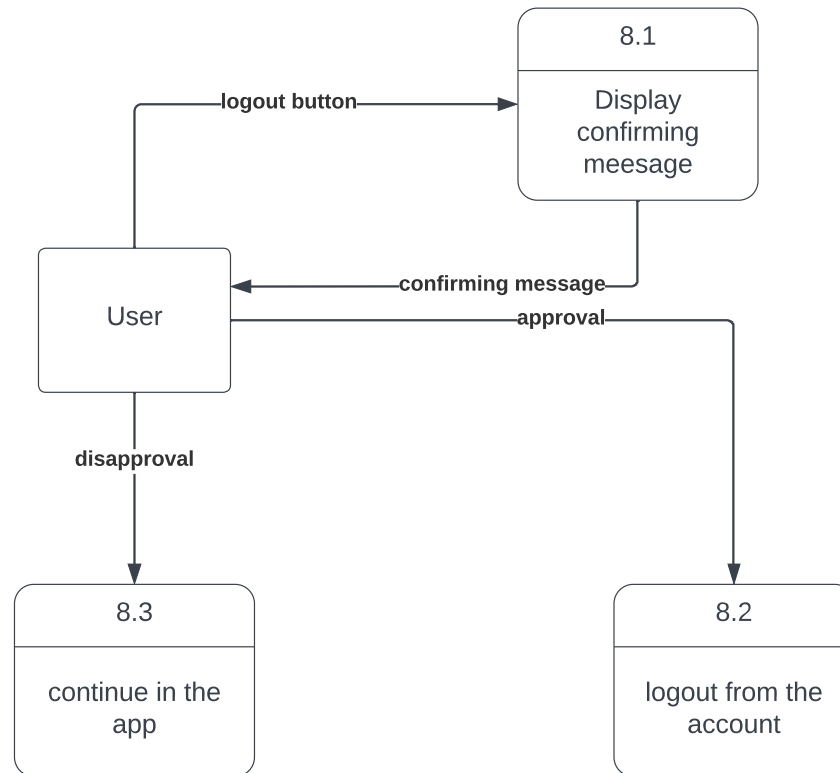 8.1
Display
confirming
meesage
logout button
confirming message
User
approval
disapproval
8.3
continue in the
app
8.2
logout from the
account